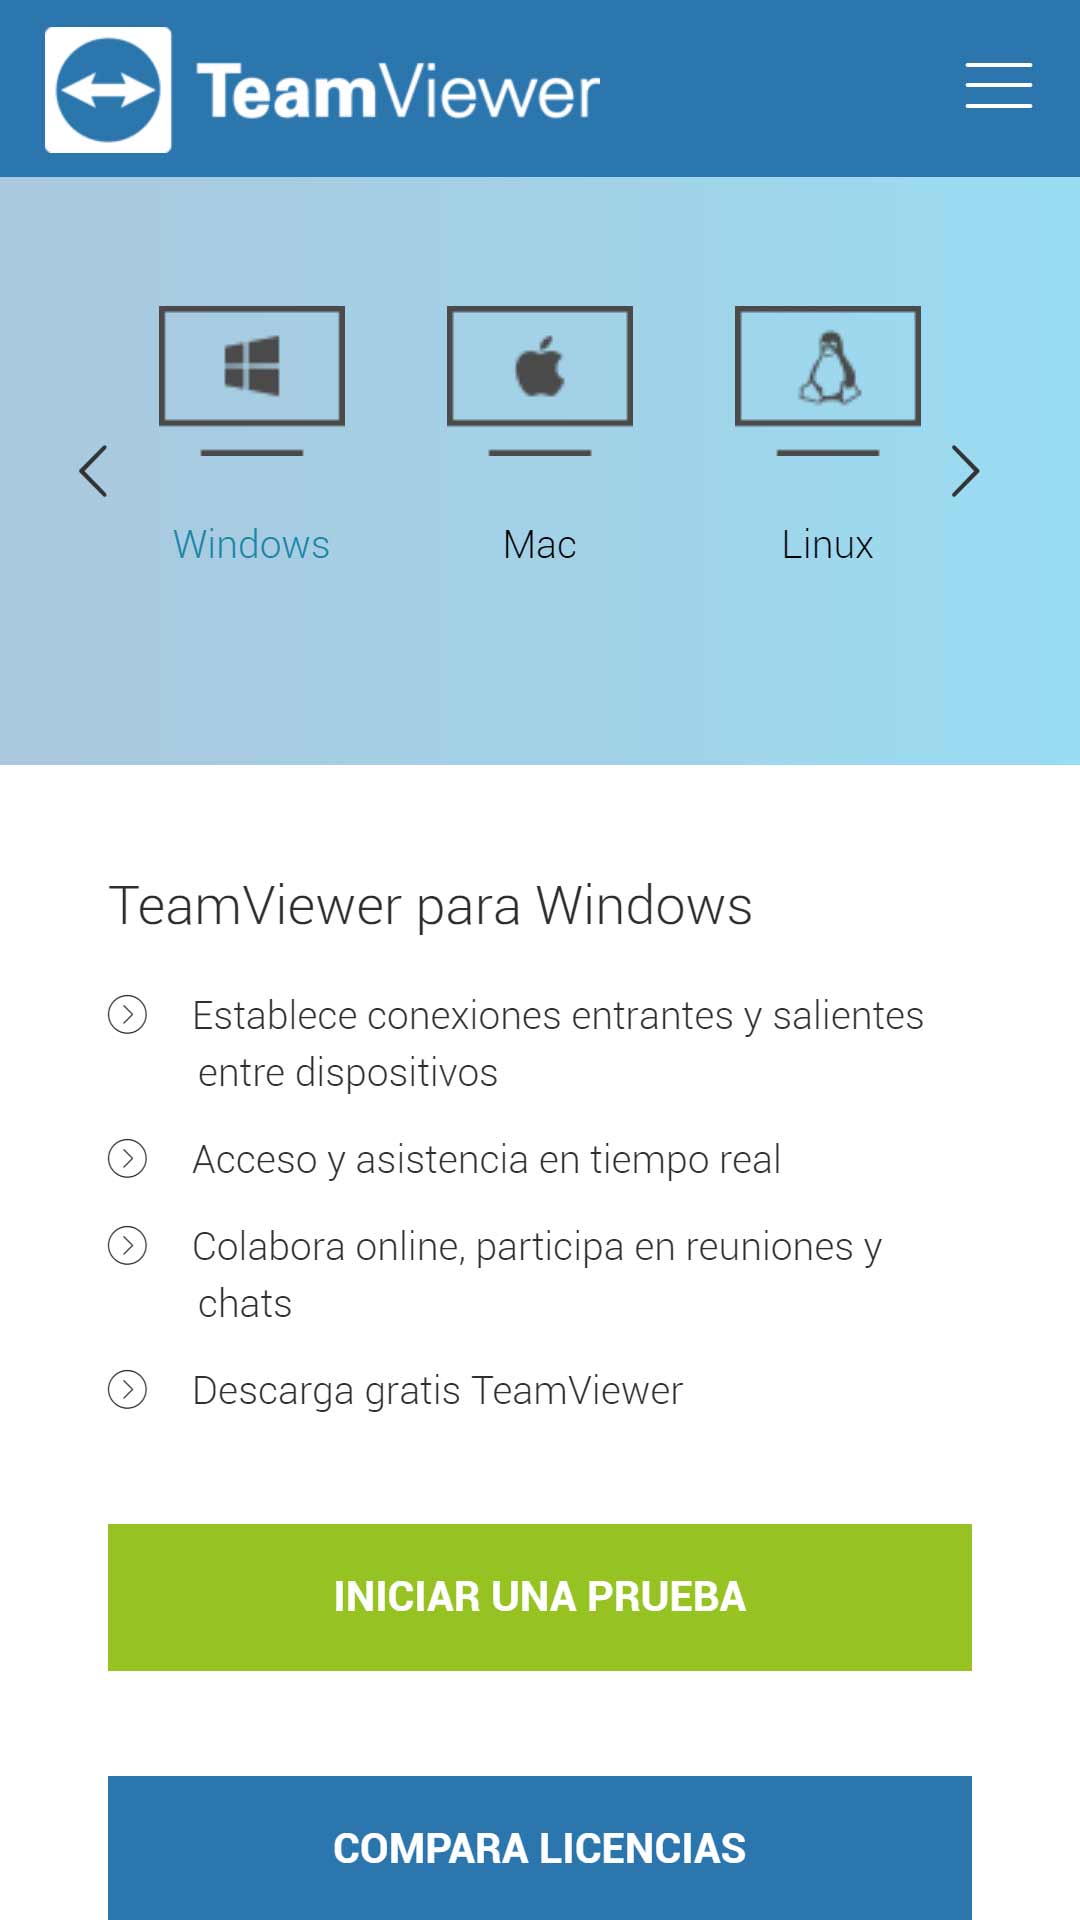 TeamViewer
Windows
Mac
Linux
TeamViewer para Windows
Establece conexiones entrantes y salientes
entre dispositivos
Acceso y asistencia en tiempo real
Colabora online, participa en reuniones y
chats
Descarga gratis TeamViewer
INICIAR UNA PRUEBA
COMPARA LICENCIAS